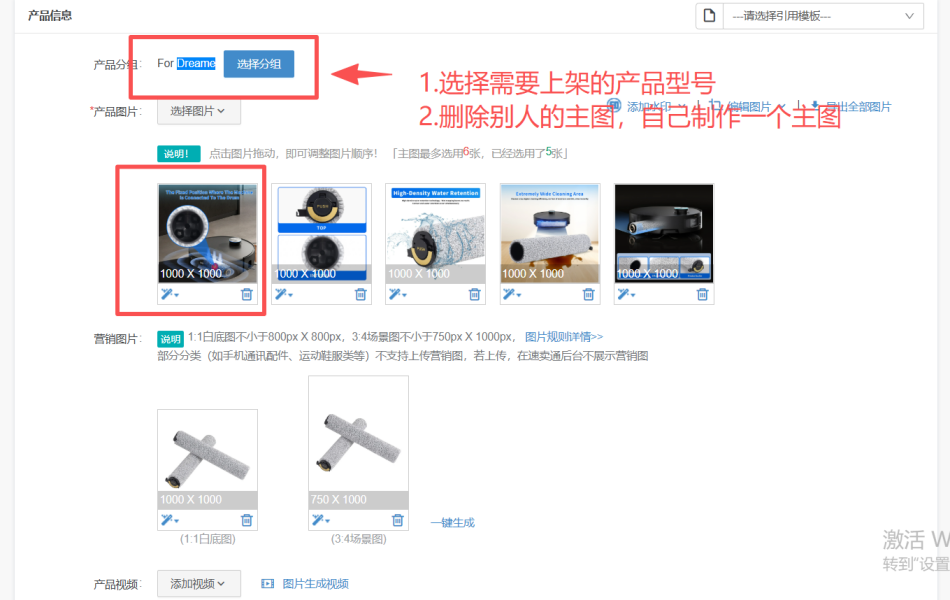 产品信息
---请选择引用模板---
产品分组: For Dreame 选择分组
1.选择需要上架的产品型号
*产品图片: 选择图片
添加水印 编辑图片 导出全部图片
2.删除别人的主图，自己制作一个主图
说明！ 点击图片拖动，即可调整图片顺序！「主图最多选用6张，已经选用了5张」
The Fixed Position Where The Mo
Is Connected To The Drum
1000 X 1000
PUSH
TOP
1000 X 1000
High-Density Water Retention
1000 X 1000
Extremely Wide Cleaning Area
1000 X 1000
1000 X 1000
营销图片: 说明 1:1白底图不小于800px X 800px，3:4场景图不小于750px X 1000px， 图片规则详情>>
部分分类（如手机通讯配件、运动鞋服类等）不支持上传营销图，若上传，在速卖通后台不展示营销图
1000 X 1000
(1:1白底图)
750 X 1000
(3:4场景图)
一键生成
激活 W
转到"设置
产品视频: 添加视频 图片生成视频